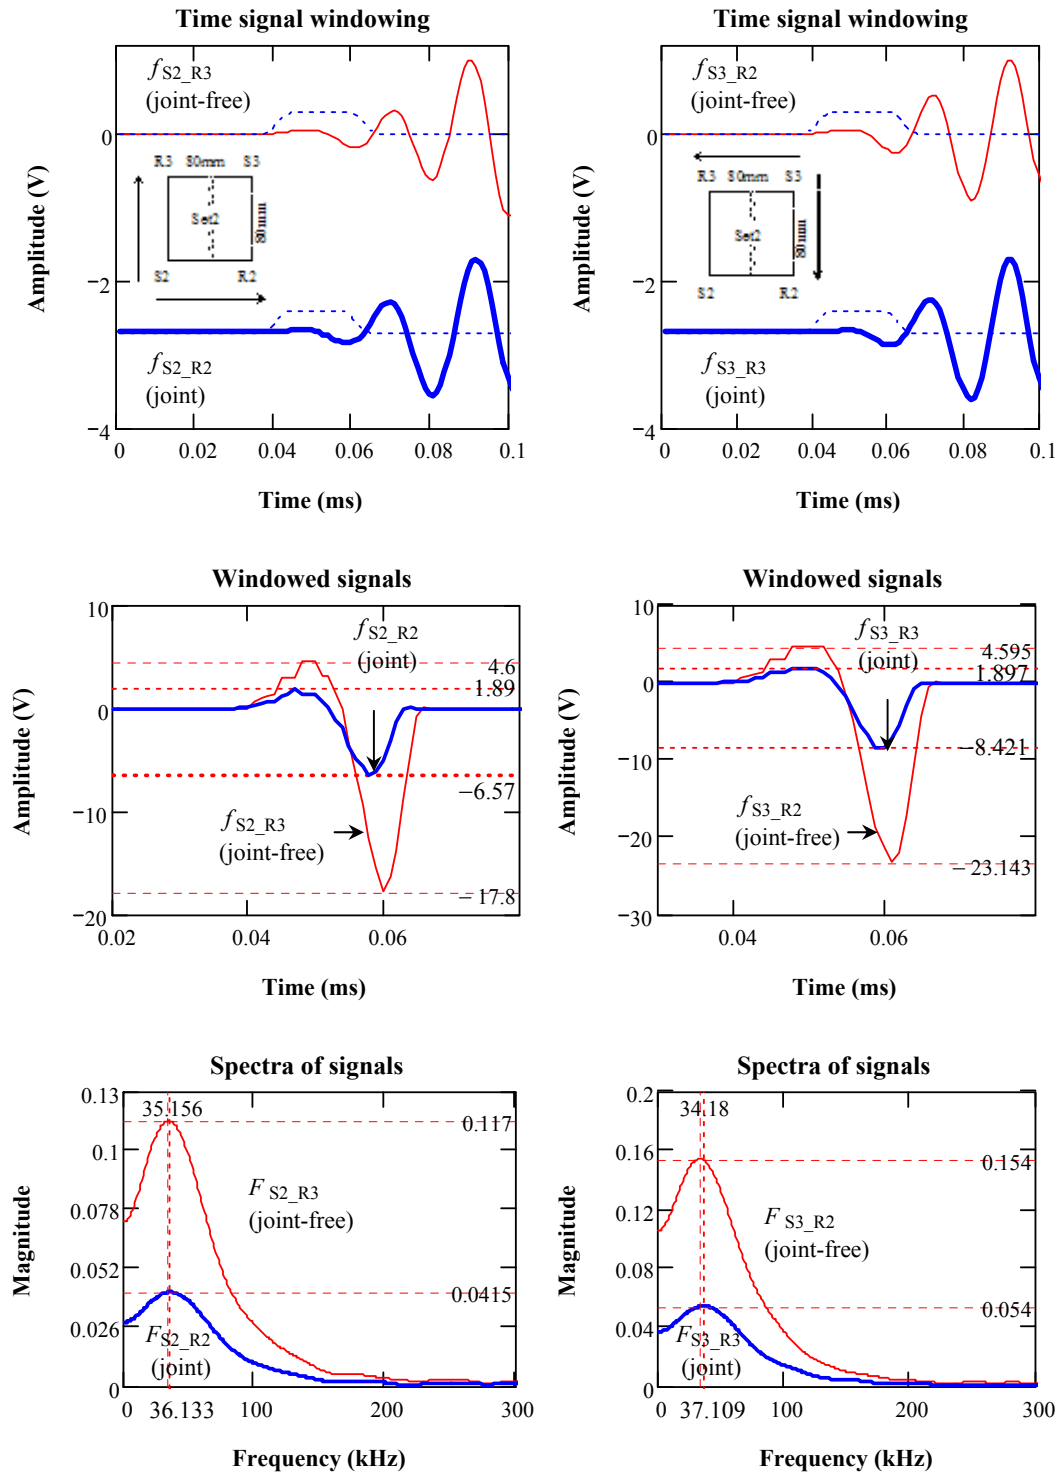 Time signal windowing
f S2_R3
(joint-free)
0
−2
−4
Amplitude (V)
R3 80mm S3
Set2
80mm
S2 R2
f S2_R2
(joint)
0 0.02 0.04 0.06 0.08 0.1
Time (ms)
Time signal windowing
f S3_R2
(joint-free)
0
−2
−4
Amplitude (V)
R3 80mm S3
Set2
80mm
S2 R2
f S3_R3
(joint)
0 0.02 0.04 0.06 0.08 0.1
Time (ms)
Windowed signals
10
0
−10
−20
Amplitude (V)
f S2_R2
(joint)
4.6
1.89
−6.57
f S2_R3
(joint-free)
−17.8
0.02 0.04 0.06
Time (ms)
Windowed signals
10
0
−10
−20
−30
Amplitude (V)
f S3_R3
(joint)
4.595
1.897
−8.421
f S3_R2
(joint-free)
−23.143
0.04 0.06
Time (ms)
Spectra of signals
0.13
0.1
0.078
0.052
0.026
0
Magnitude
35.156
0.117
F S2_R3
(joint-free)
0.0415
F S2_R2
(joint)
0 36.133 100 200 300
Frequency (kHz)
Spectra of signals
0.2
0.16
0.12
0.08
0.04
0
Magnitude
34.18
0.154
F S3_R2
(joint-free)
0.054
F S3_R3
(joint)
0 37.109 100 200 300
Frequency (kHz)